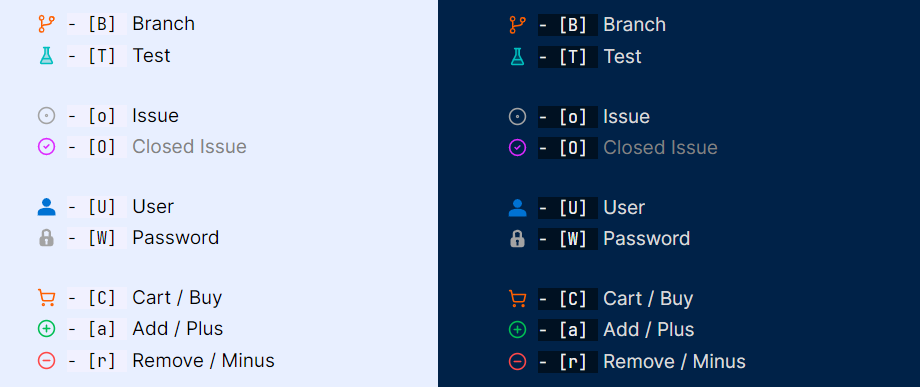 - [B] Branch
- [T] Test
- [o] Issue
- [O] Closed Issue
- [U] User
- [W] Password
- [C] Cart / Buy
- [a] Add / Plus
- [r] Remove / Minus
- [B] Branch
- [T] Test
- [o] Issue
- [O] Closed Issue
- [U] User
- [W] Password
- [C] Cart / Buy
- [a] Add / Plus
- [r] Remove / Minus